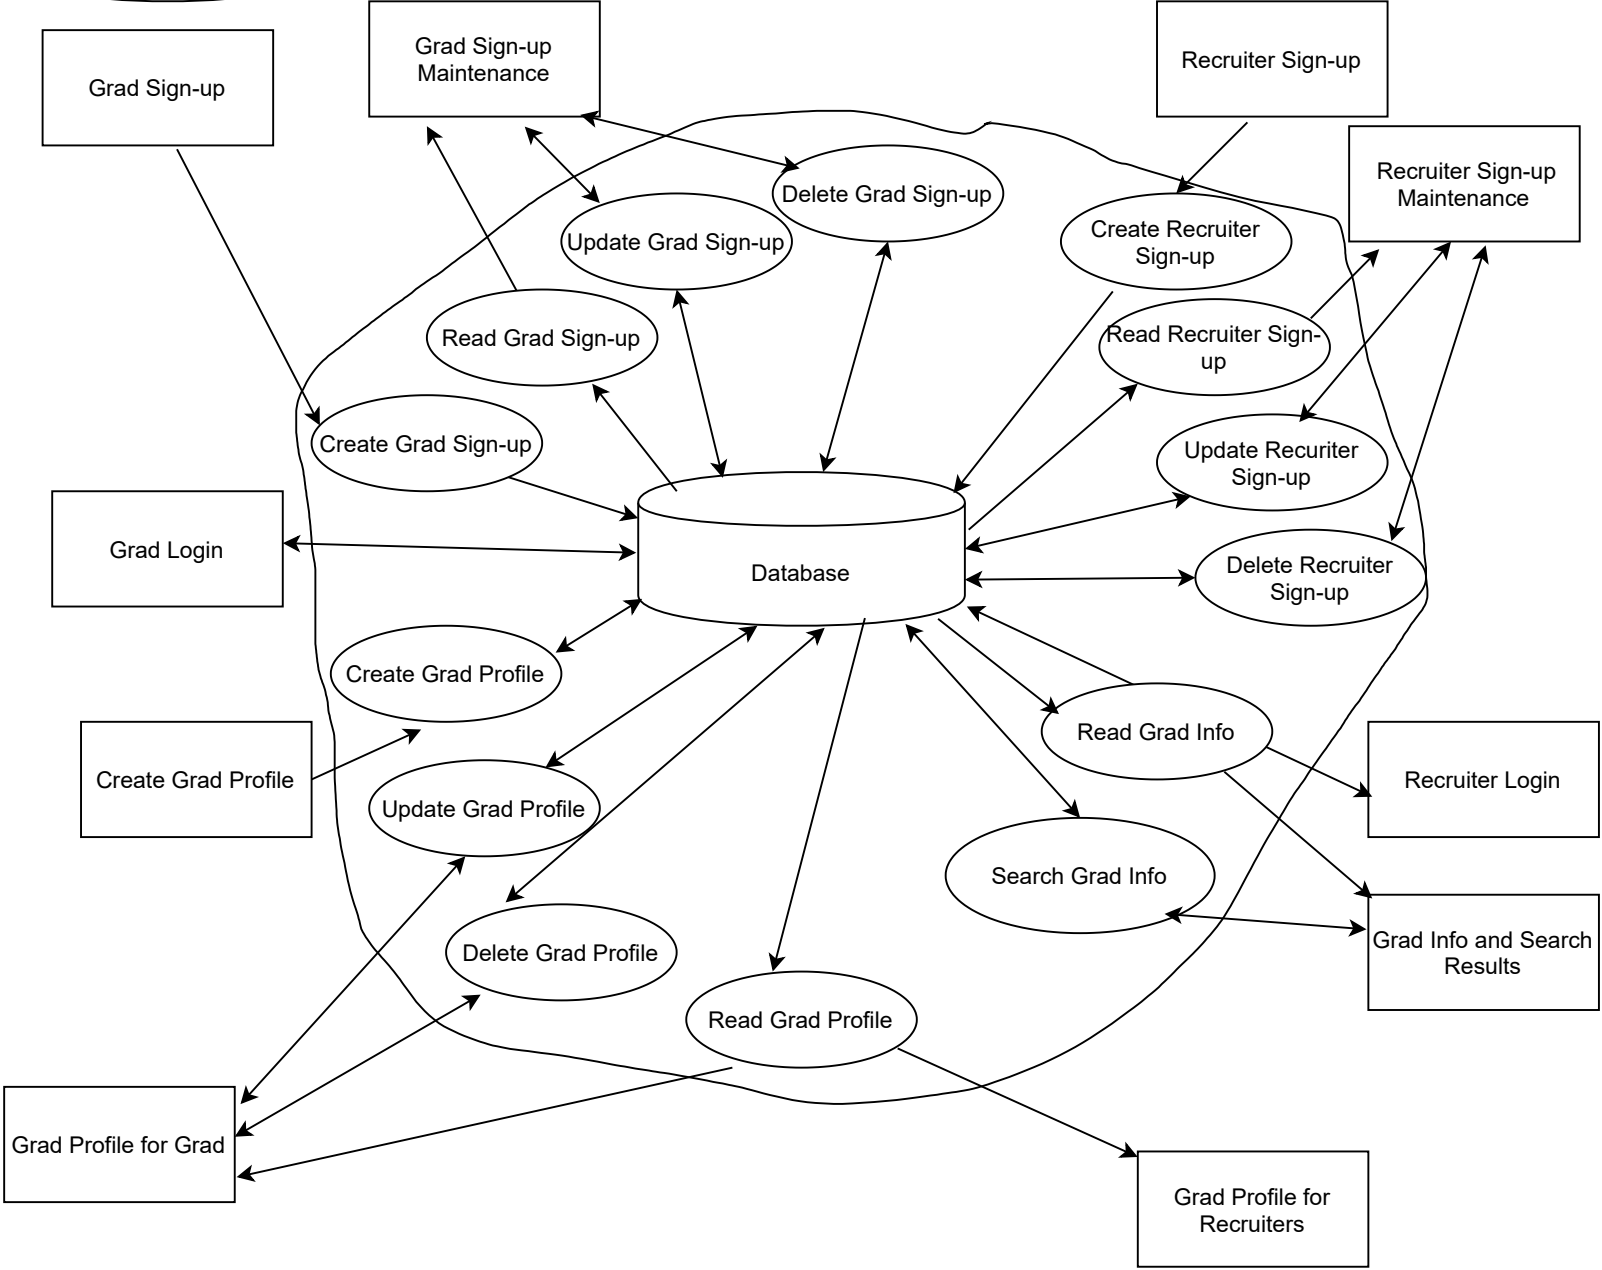 Grad Sign-up
Grad Sign-up
Maintenance
Recruiter Sign-up
Recruiter Sign-up
Maintenance
Delete Grad Sign-up
Update Grad Sign-up
Create Recruiter
Sign-up
Read Grad Sign-up
Read Recruiter Sign-
up
Create Grad Sign-up
Update Recuriter
Sign-up
Grad Login
Database
Delete Recruiter
Sign-up
Create Grad Profile
Read Grad Info
Create Grad Profile
Update Grad Profile
Recruiter Login
Search Grad Info
Delete Grad Profile
Grad Info and Search
Results
Read Grad Profile
Grad Profile for Grad
Grad Profile for
Recruiters